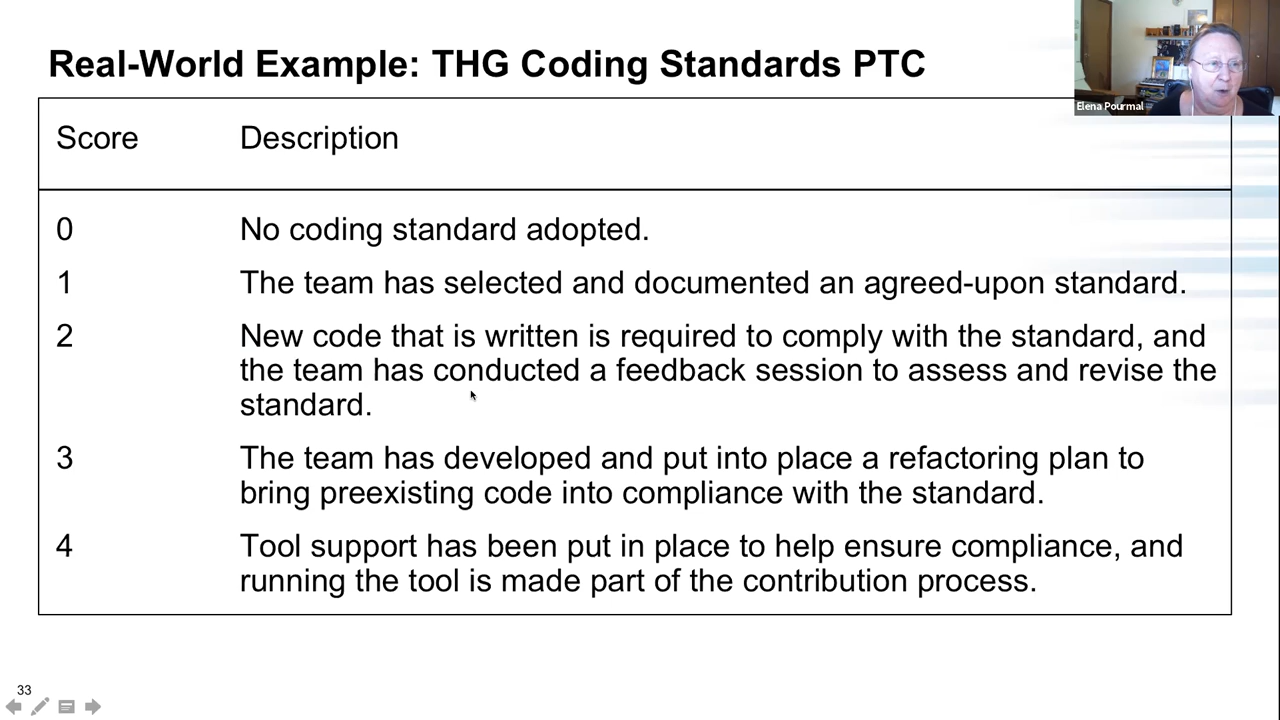 Real-World Example: THG Coding Standards PTC
Elena Pourmal
Score Description
0 No coding standard adopted.
1 The team has selected and documented an agreed-upon standard.
2 New code that is written is required to comply with the standard, and
the team has conducted a feedback session to assess and revise the
standard.
3 The team has developed and put into place a refactoring plan to
bring preexisting code into compliance with the standard.
4 Tool support has been put in place to help ensure compliance, and
running the tool is made part of the contribution process.
33